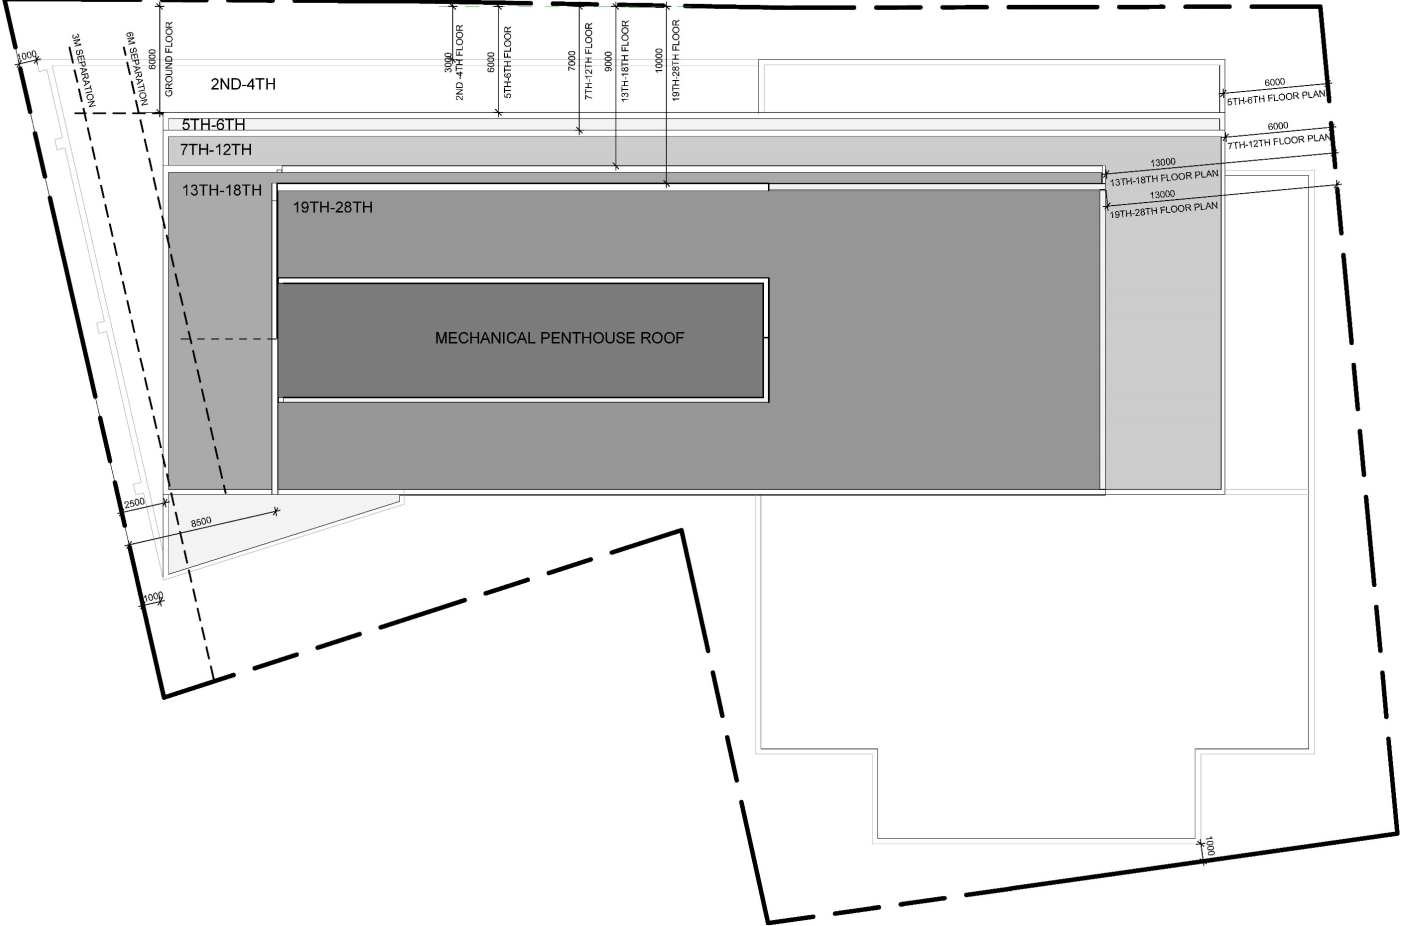 1000
3M SEPARATION
6M SEPARATION
6000
GROUND FLOOR
3000
2ND -4TH FLOOR
6000
5TH-6TH FLOOR
7000
7TH-12TH FLOOR
9000
13TH-18TH FLOOR
10000
19TH-28TH FLOOR
2ND-4TH
6000
5TH-6TH FLOOR PLAN
5TH-6TH
6000
7TH-12TH FLOOR PLAN
7TH-12TH
13000
13TH-18TH FLOOR PLAN
13TH-18TH
13000
19TH-28TH FLOOR PLAN
19TH-28TH
MECHANICAL PENTHOUSE ROOF
2500
8500
1000
1000